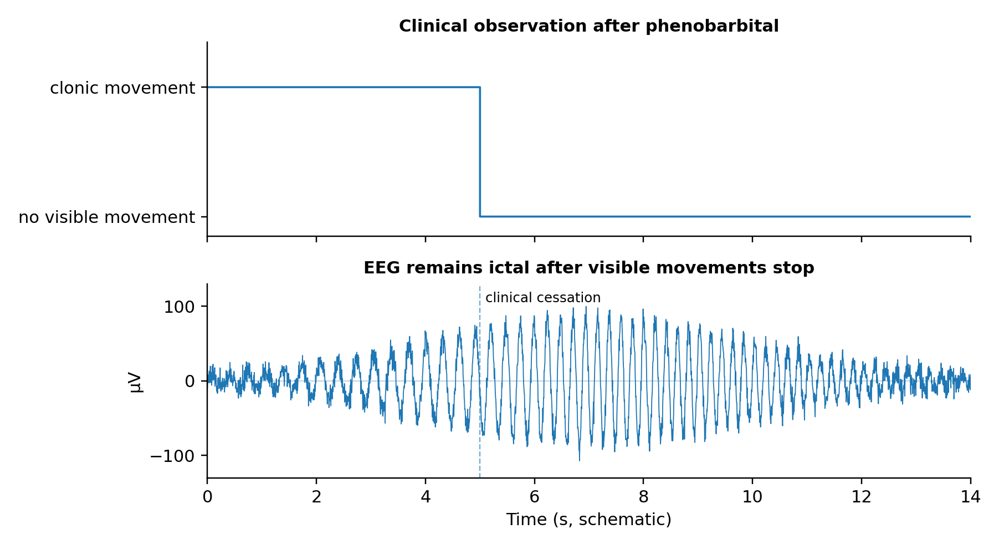 Clinical observation after phenobarbital
clonic movement
no visible movement
EEG remains ictal after visible movements stop
clinical cessation
100
0
−100
µV
0 2 4 6 8 10 12 14
Time (s, schematic)